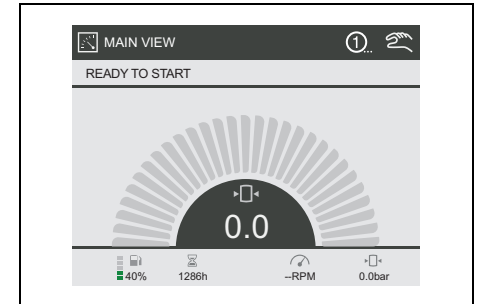 MAIN VIEW
1...
READY TO START
0.0
40% 1286h --RPM 0.0bar